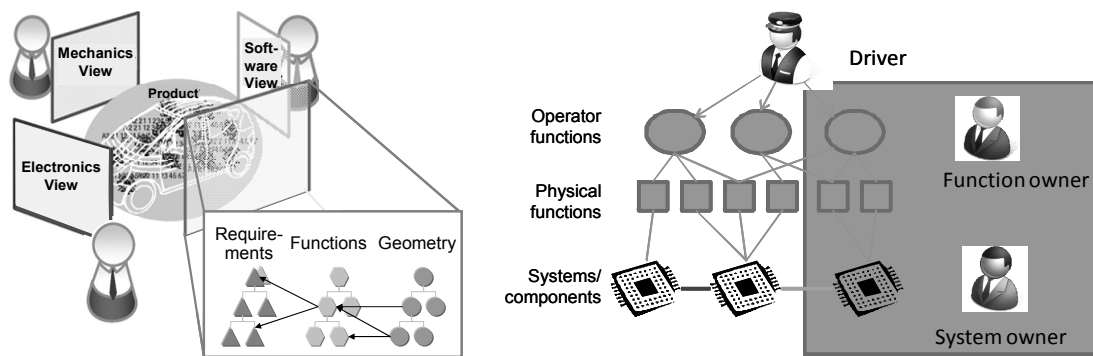 Mechanics
View
Soft-
ware
View
Product
Electronics
View
Require-
ments
Functions
Geometry
Driver
Operator
functions
Function owner
Physical
functions
Systems/
components
System owner